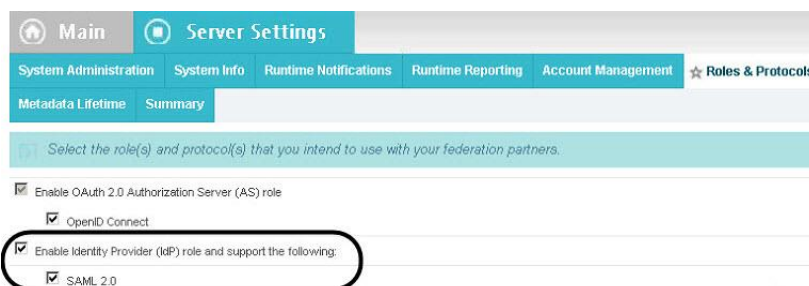 Main Server Settings
System Administration System Info Runtime Notifications Runtime Reporting Account Management Roles & Protocols
Metadata Lifetime Summary
Select the role(s) and protocol(s) that you intend to use with your federation partners.
Enable OAuth 2.0 Authorization Server (AS) role
OpenID Connect
Enable Identity Provider (IdP) role and support the following:
SAML 2.0